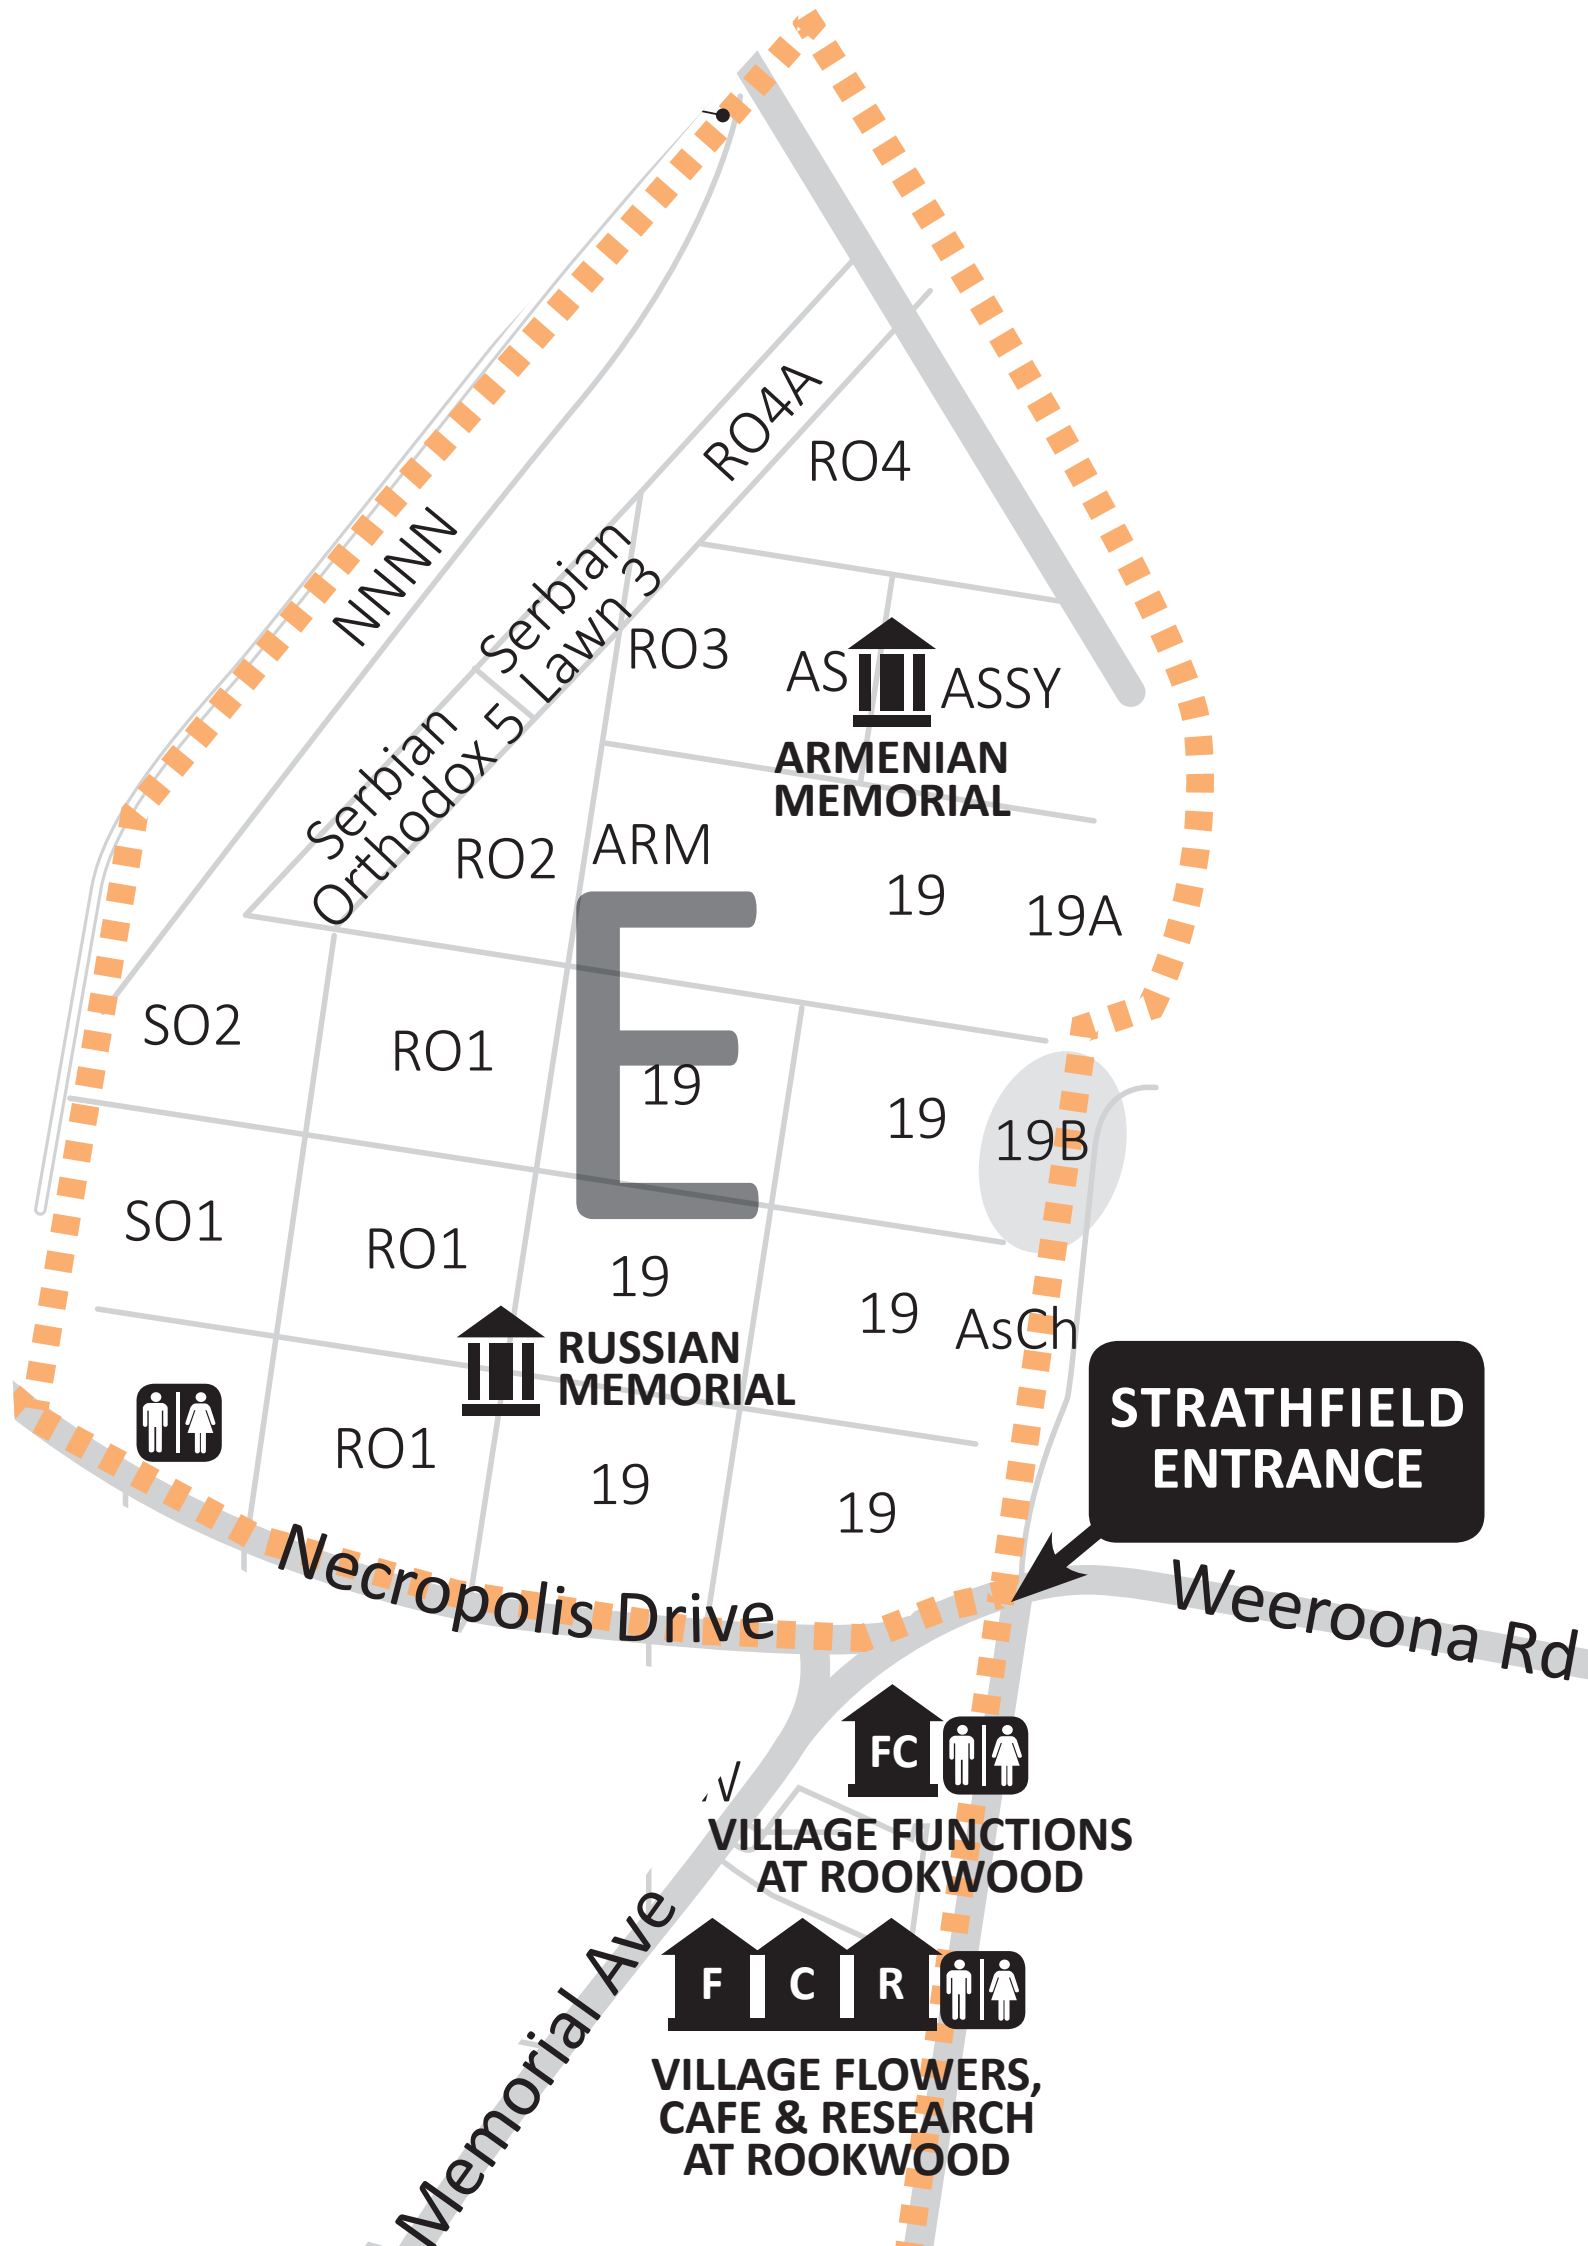 RO4A
RO4
NNNN
Serbian
Lawn 3
RO3
AS
ASSY
ARMENIAN
MEMORIAL
Serbian
Orthodox 5
RO2
ARM
19
19A
E
SO2
RO1
19
19
19B
SO1
RO1
19
19
AsCh
RUSSIAN
MEMORIAL
STRATHFIELD
ENTRANCE
RO1
19
19
Necropolis Drive
Weeroona Rd
FC
VILLAGE FUNCTIONS
AT ROOKWOOD
Memorial Ave
F C R
VILLAGE FLOWERS,
CAFE & RESEARCH
AT ROOKWOOD